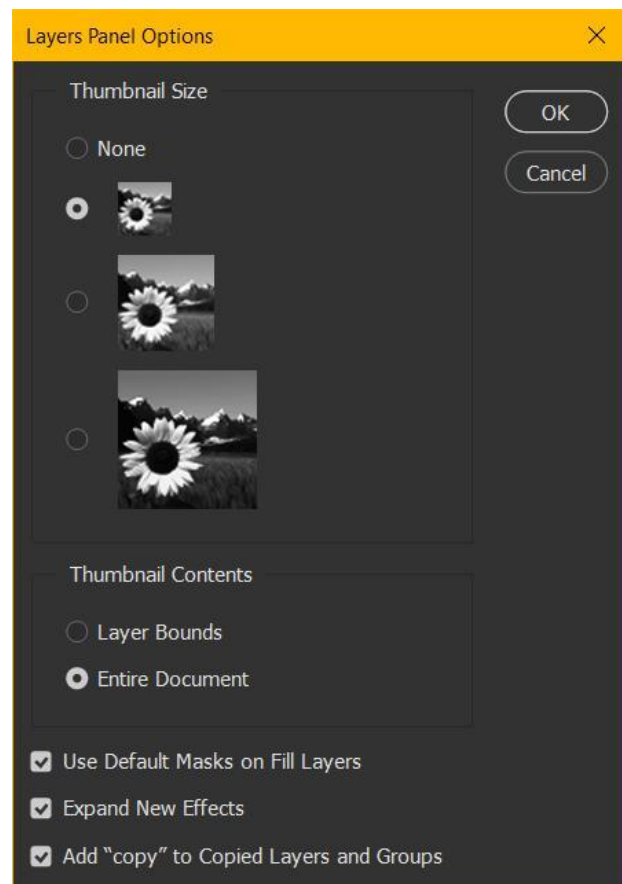 Layers Panel Options
Thumbnail Size
OK
None
Cancel
Thumbnail Contents
Layer Bounds
Entire Document
Use Default Masks on Fill Layers
Expand New Effects
Add “copy” to Copied Layers and Groups